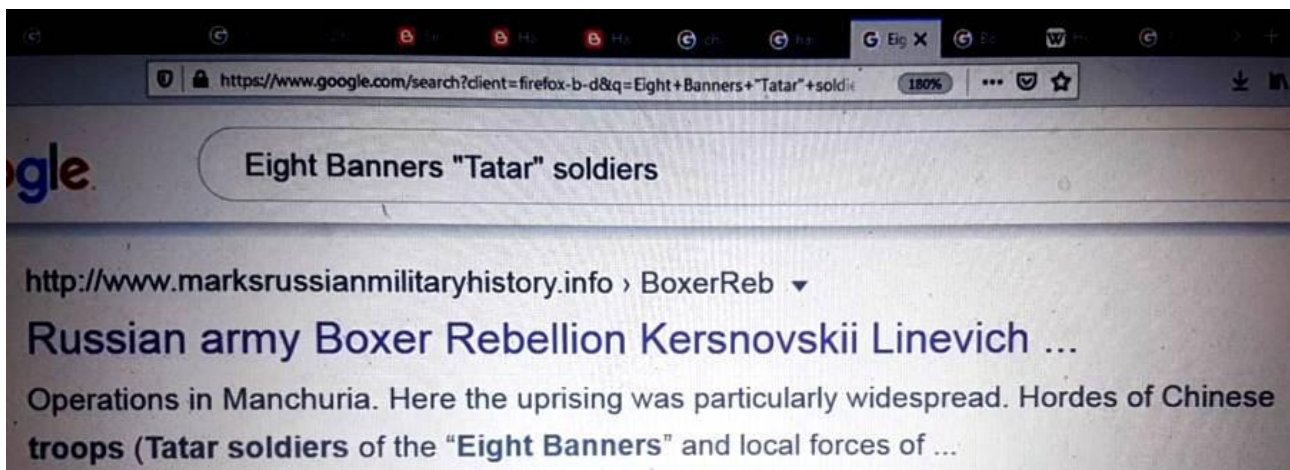 Eig
https://www.google.com/search?client=firefox-b-d&q=Eight+Banners+"Tatar"+soldie
180%
gle
Eight Banners "Tatar" soldiers
http://www.marksrussianmilitaryhistory.info › BoxerReb
Russian army Boxer Rebellion Kersnovskii Linevich ...
Operations in Manchuria. Here the uprising was particularly widespread. Hordes of Chinese
troops (Tatar soldiers of the “Eight Banners” and local forces of ...